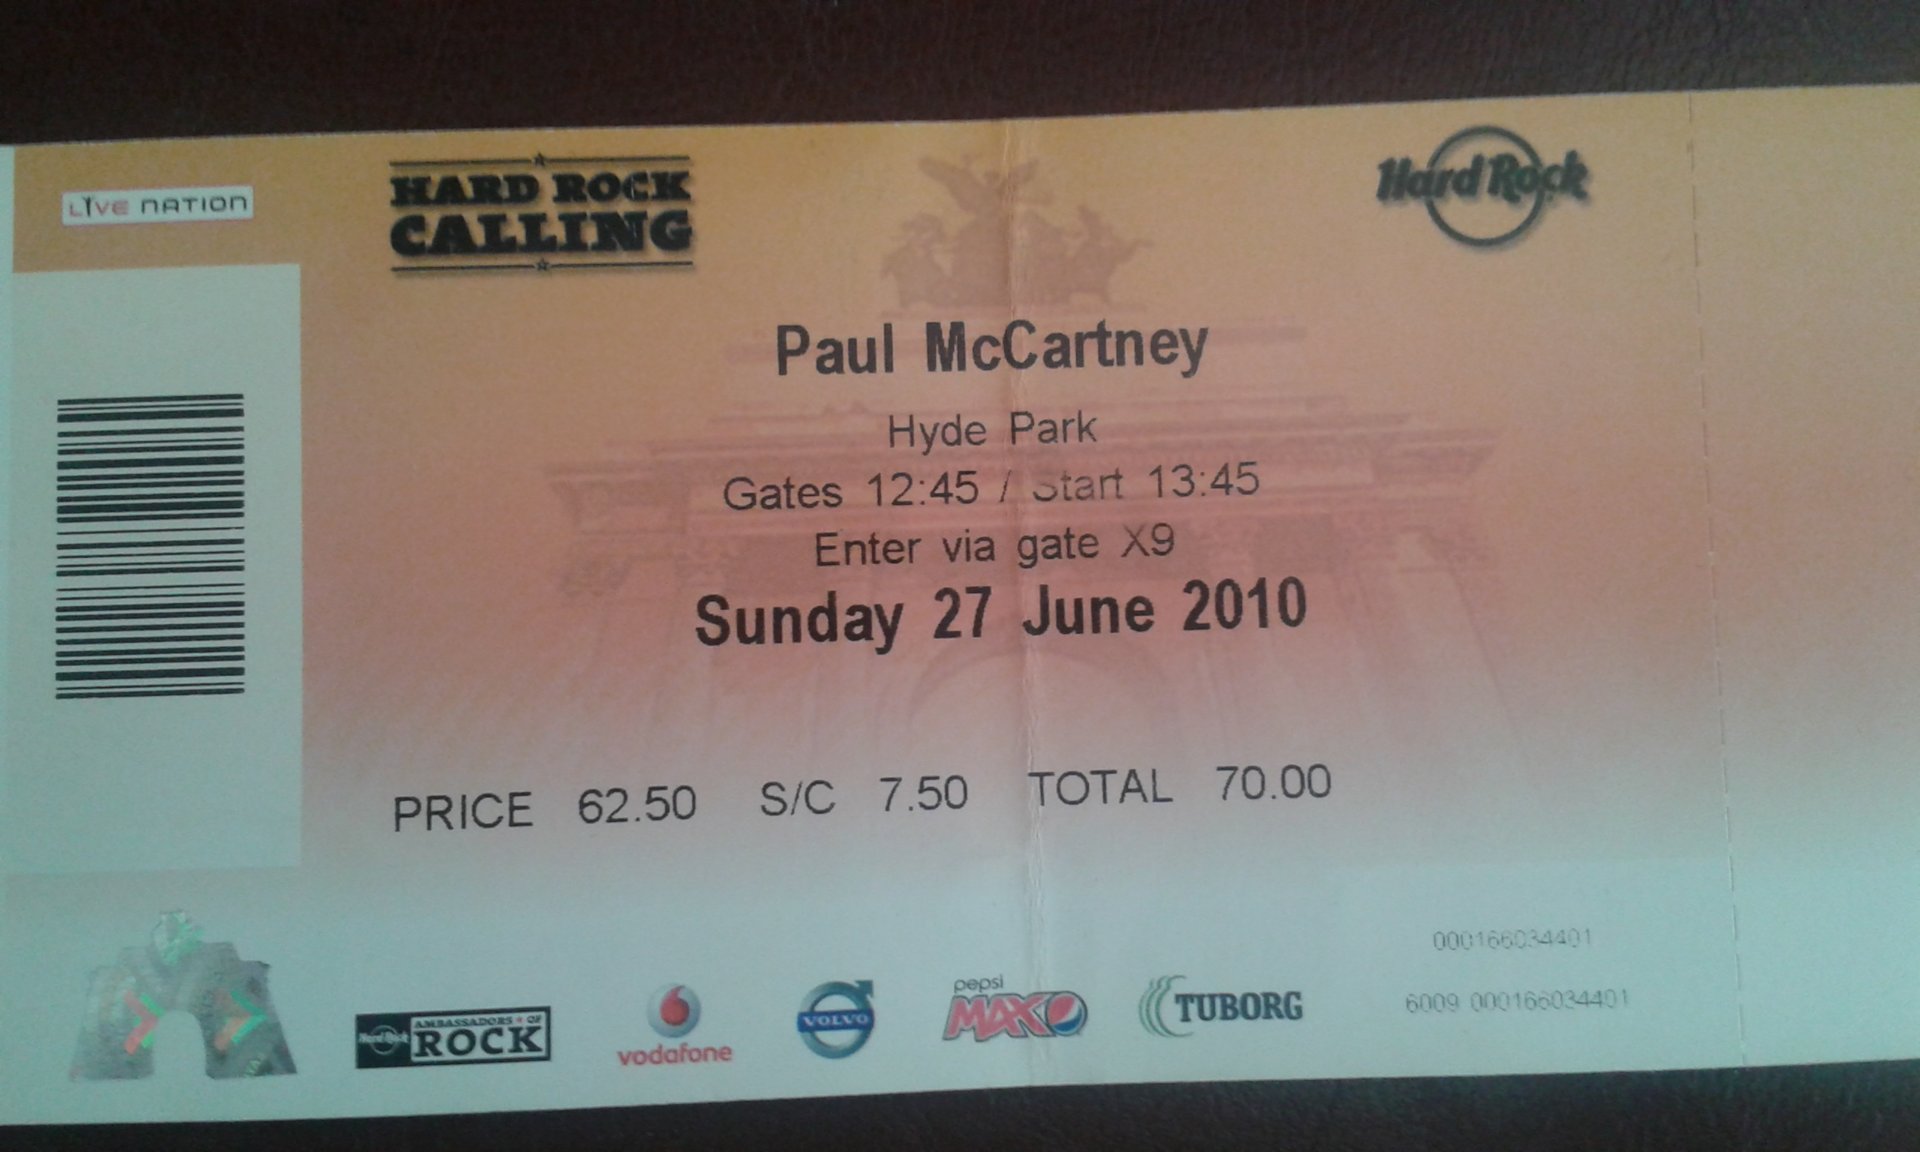 LIVE NATION
HARD ROCK
CALLING
Hard Rock
Paul McCartney
Hyde Park
Gates 12:45 / Start 13:45
Enter via gate X9
Sunday 27 June 2010
PRICE 62.50 S/C 7.50 TOTAL 70.00
000166034401
6009 000166034401
Hard Rock
AMBASSADORS OF
ROCK
vodafone
VOLVO
pepsi
MAX
TUBORG